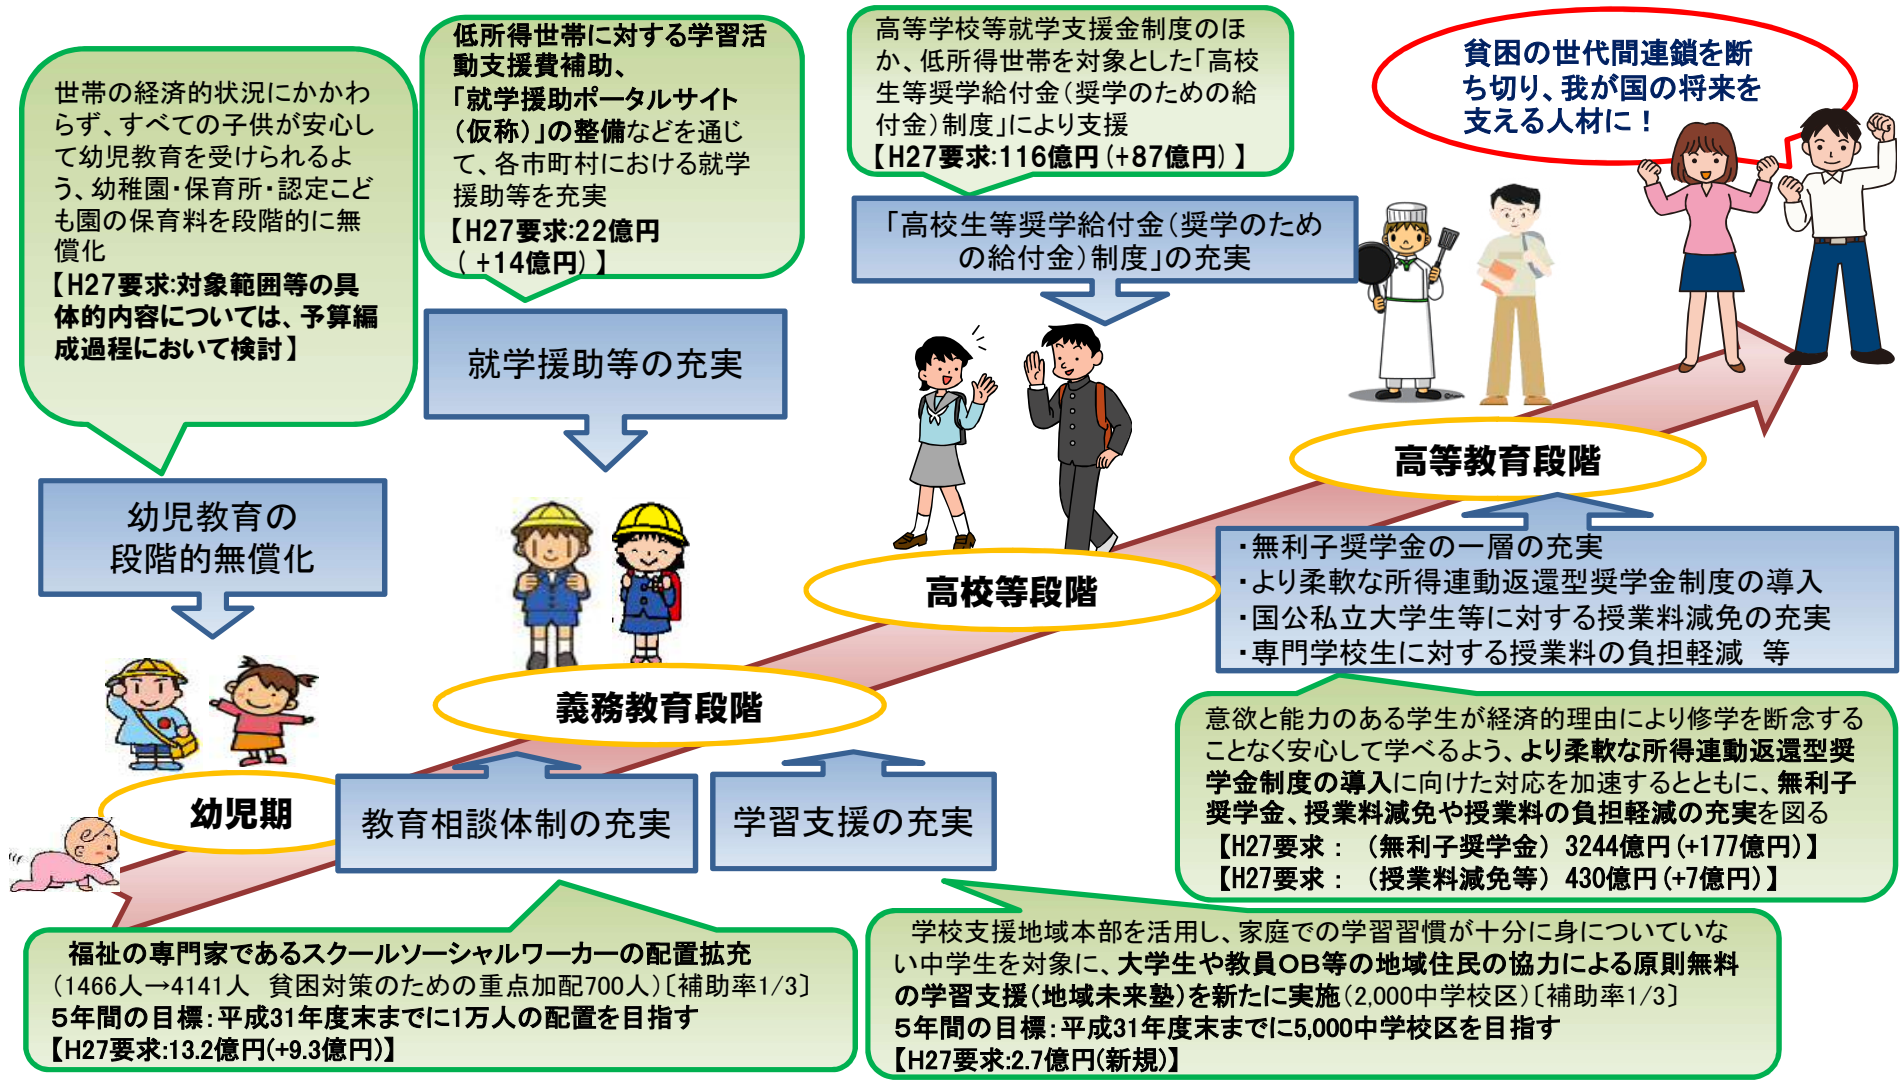 世帯の経済的状況にかかわ
らず、すべての子供が安心し
て幼児教育を受けられるよ
う、幼稚園・保育所・認定こど
も園の保育料を段階的に無
償化
【H27要求:対象範囲等の具
体的内容については、予算編
成過程において検討】
幼児教育の
段階的無償化
低所得世帯に対する学習活
動支援費補助、
「就学援助ポータルサイト
（仮称）」の整備などを通じ
て、各市町村における就学
援助等を充実
【H27要求:22億円
（ +14億円）】
就学援助等の充実
高等学校等就学支援金制度のほ
か、低所得世帯を対象とした「高校
生等奨学給付金（奨学のための給
付金）制度」により支援
【H27要求:116億円（+87億円）】
「高校生等奨学給付金（奨学のため
の給付金）制度」の充実
貧困の世代間連鎖を断
ち切り、我が国の将来を
支える人材に！
高等教育段階
・無利子奨学金の一層の充実
・より柔軟な所得連動返還型奨学金制度の導入
・国公私立大学生等に対する授業料減免の充実
・専門学校生に対する授業料の負担軽減　等
高校等段階
義務教育段階
幼児期
教育相談体制の充実
学習支援の充実
意欲と能力のある学生が経済的理由により修学を断念する
ことなく安心して学べるよう、より柔軟な所得連動返還型奨
学金制度の導入に向けた対応を加速するとともに、無利子
奨学金、授業料減免や授業料の負担軽減の充実を図る
【H27要求： （無利子奨学金） 3244億円（+177億円）】
【H27要求： （授業料減免等） 430億円（+7億円）】
福祉の専門家であるスクールソーシャルワーカーの配置拡充
（1466人→4141人　貧困対策のための重点加配700人）〔補助率1/3〕
５年間の目標：平成31年度末までに1万人の配置を目指す
【H27要求:13.2億円(+9.3億円)】
学校支援地域本部を活用し、家庭での学習習慣が十分に身についていな
い中学生を対象に、大学生や教員OB等の地域住民の協力による原則無料
の学習支援（地域未来塾）を新たに実施（2,000中学校区）〔補助率1/3〕
５年間の目標：平成31年度末までに5,000中学校区を目指す
【H27要求:2.7億円(新規)】